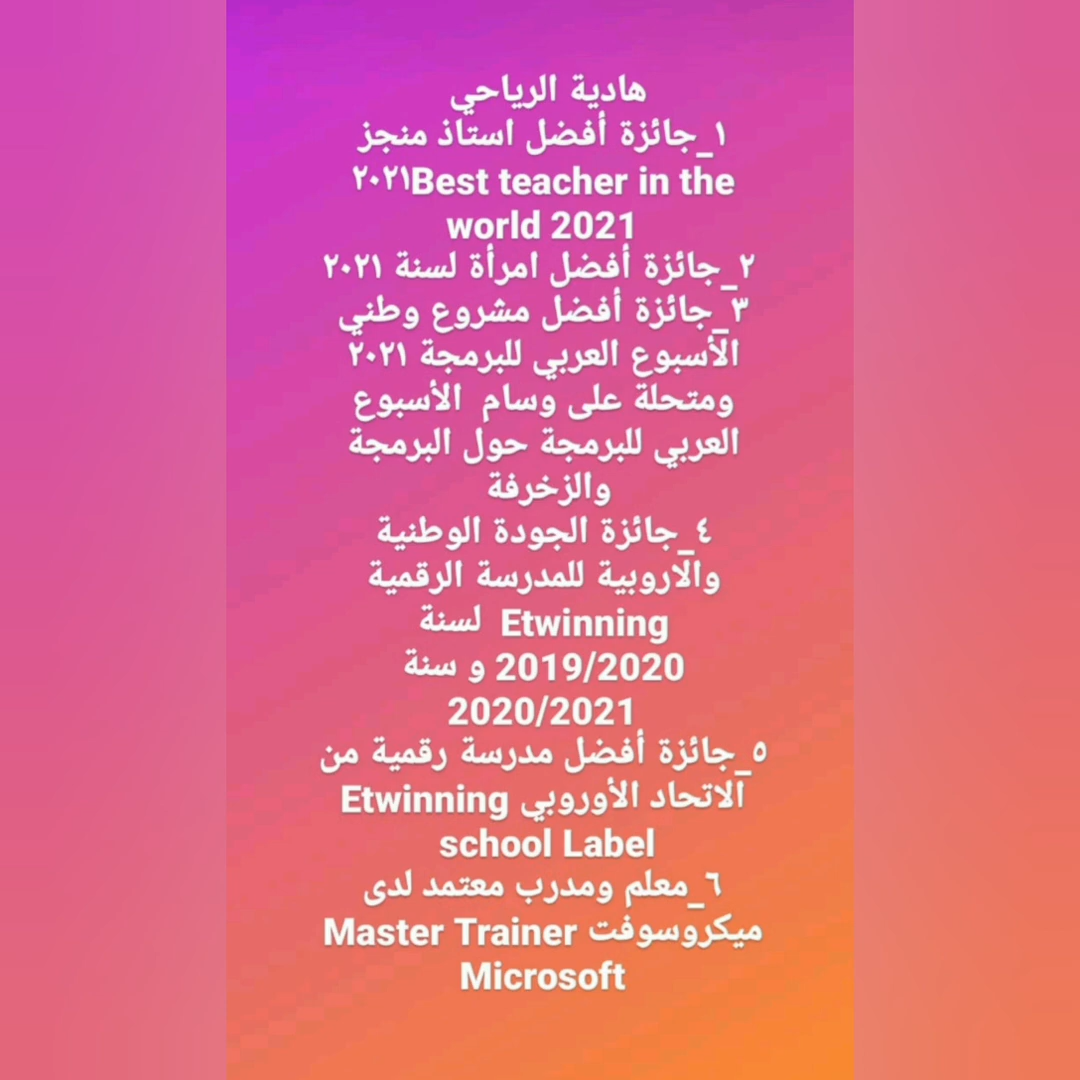 هادية الرياحي
١_جائزة أفضل استاذ منجز
٢٠٢١Best teacher in the
world 2021
٢_جائزة أفضل امرأة لسنة ٢٠٢١
٣_جائزة أفضل مشروع وطني
الأسبوع العربي للبرمجة ٢٠٢١
ومتحلة على وسام  الأسبوع
العربي للبرمجة حول البرمجة
والزخرفة
٤_جائزة الجودة الوطنية
والاروبية للمدرسة الرقمية
Etwinning  لسنة
2019/2020 و سنة
2020/2021
٥_جائزة أفضل مدرسة رقمية من
الاتحاد الأوروبي Etwinning
school Label
٦_معلم ومدرب معتمد لدى
ميكروسوفت Master Trainer
Microsoft